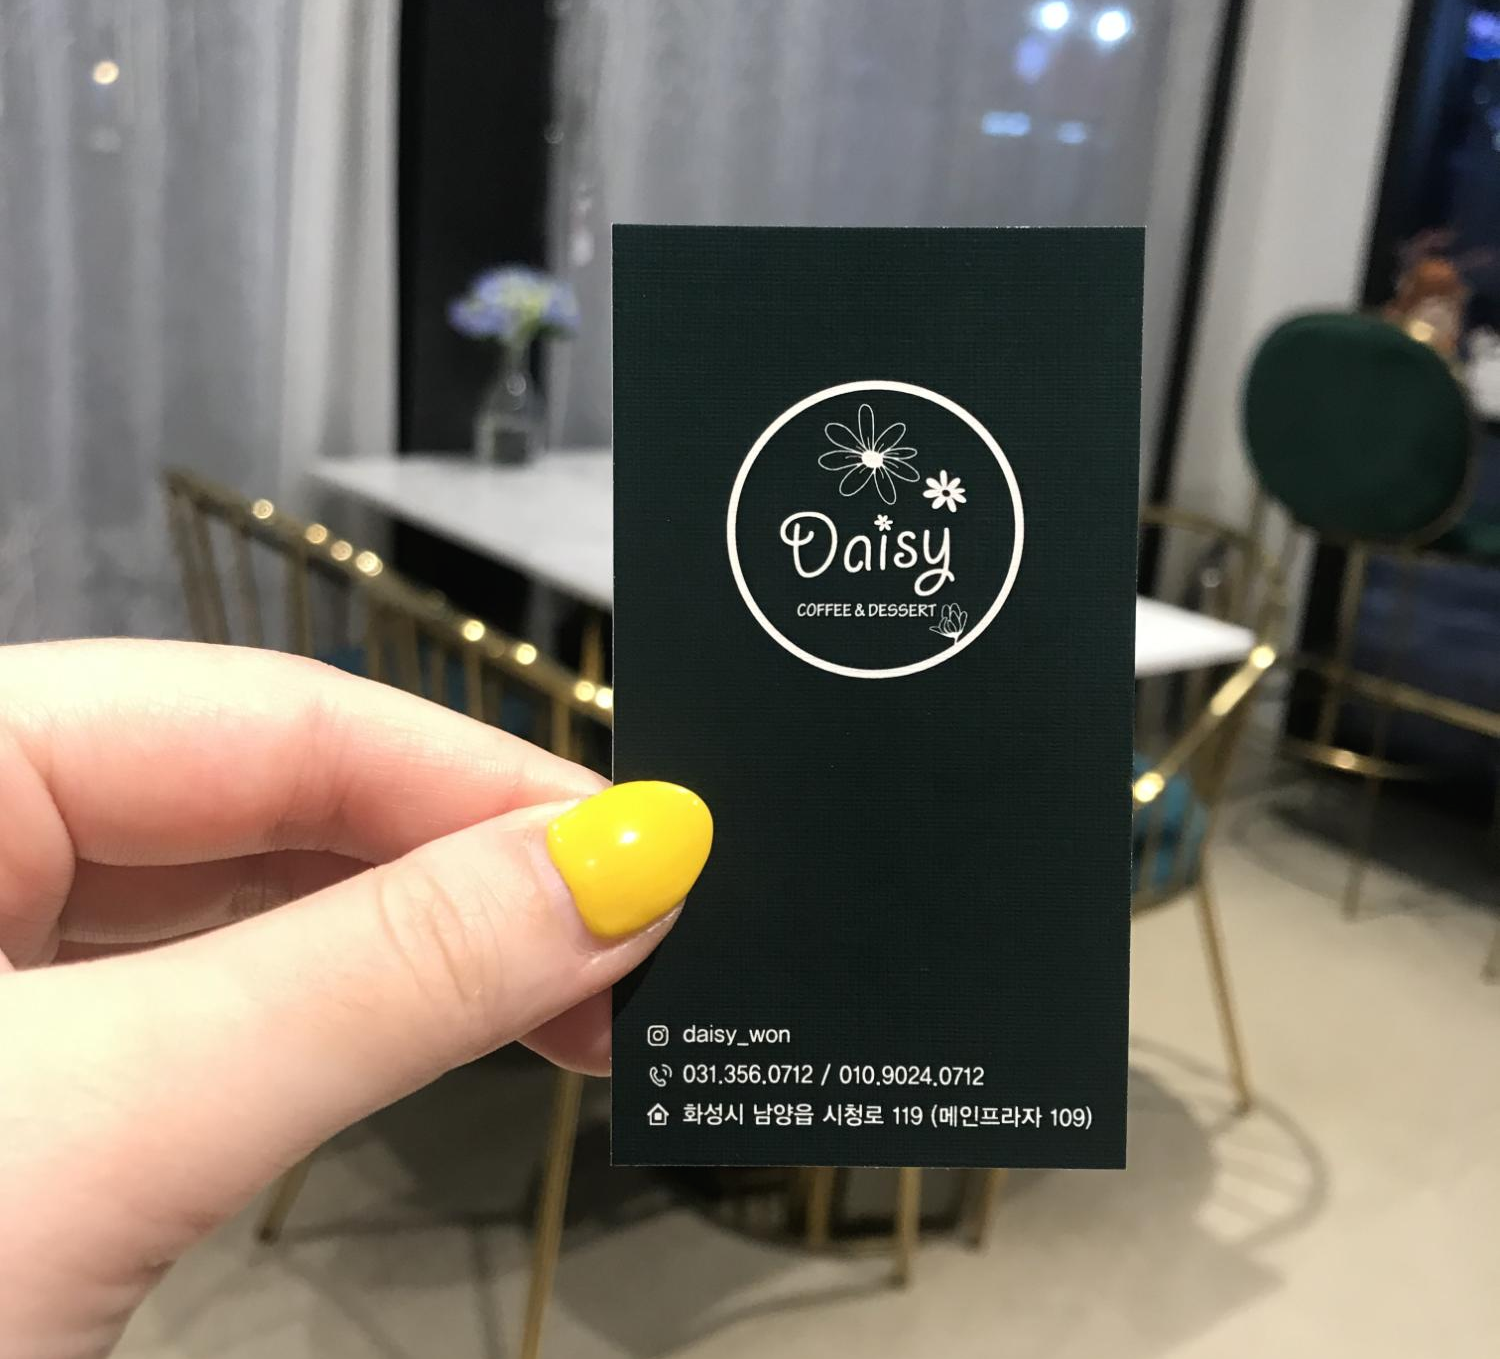 Daisy
COFFEE & DESSERT
daisy_won
031.356.0712 / 010.9024.0712
화성시 남양읍 시청로 119 (메인프라자 109)